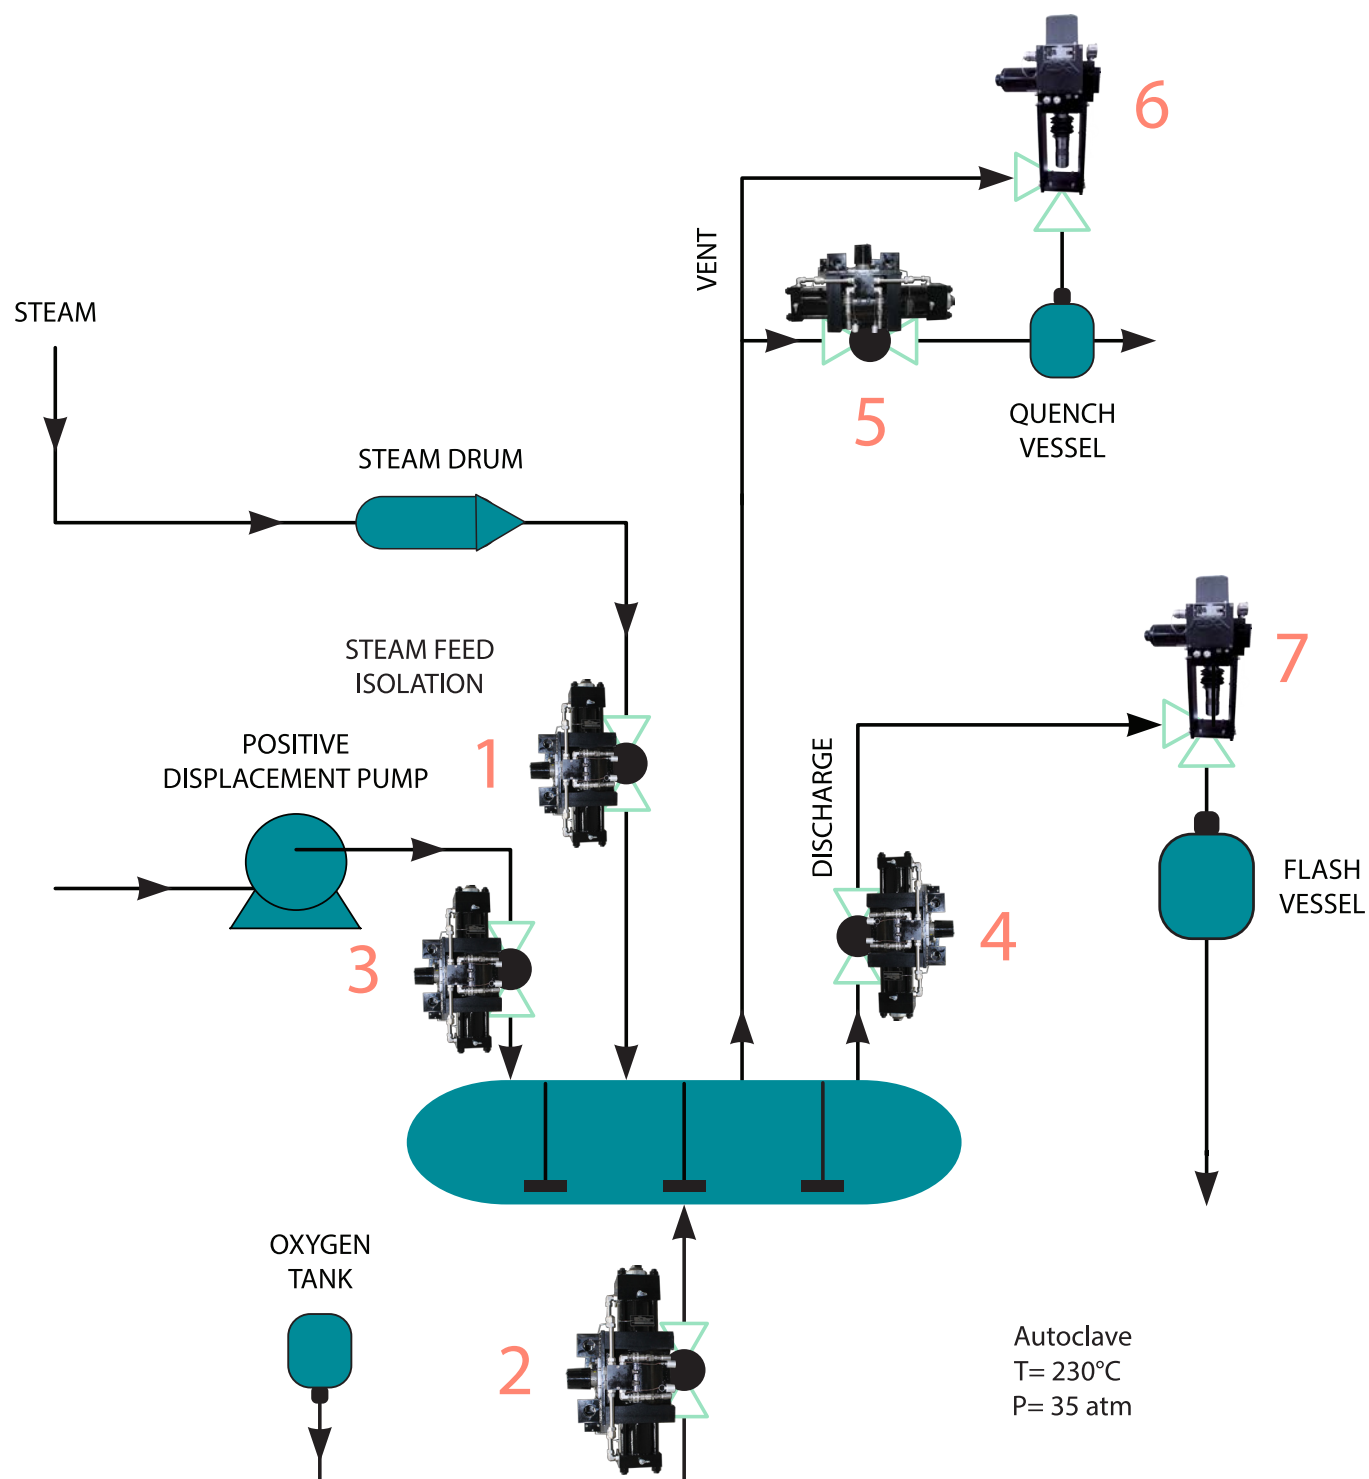 6
VENT
STEAM
5
QUENCH
VESSEL
STEAM DRUM
STEAM FEED
ISOLATION
7
POSITIVE
DISPLACEMENT PUMP
1
DISCHARGE
FLASH
VESSEL
3
4
OXYGEN
TANK
2
Autoclave
T= 230°C
P= 35 atm